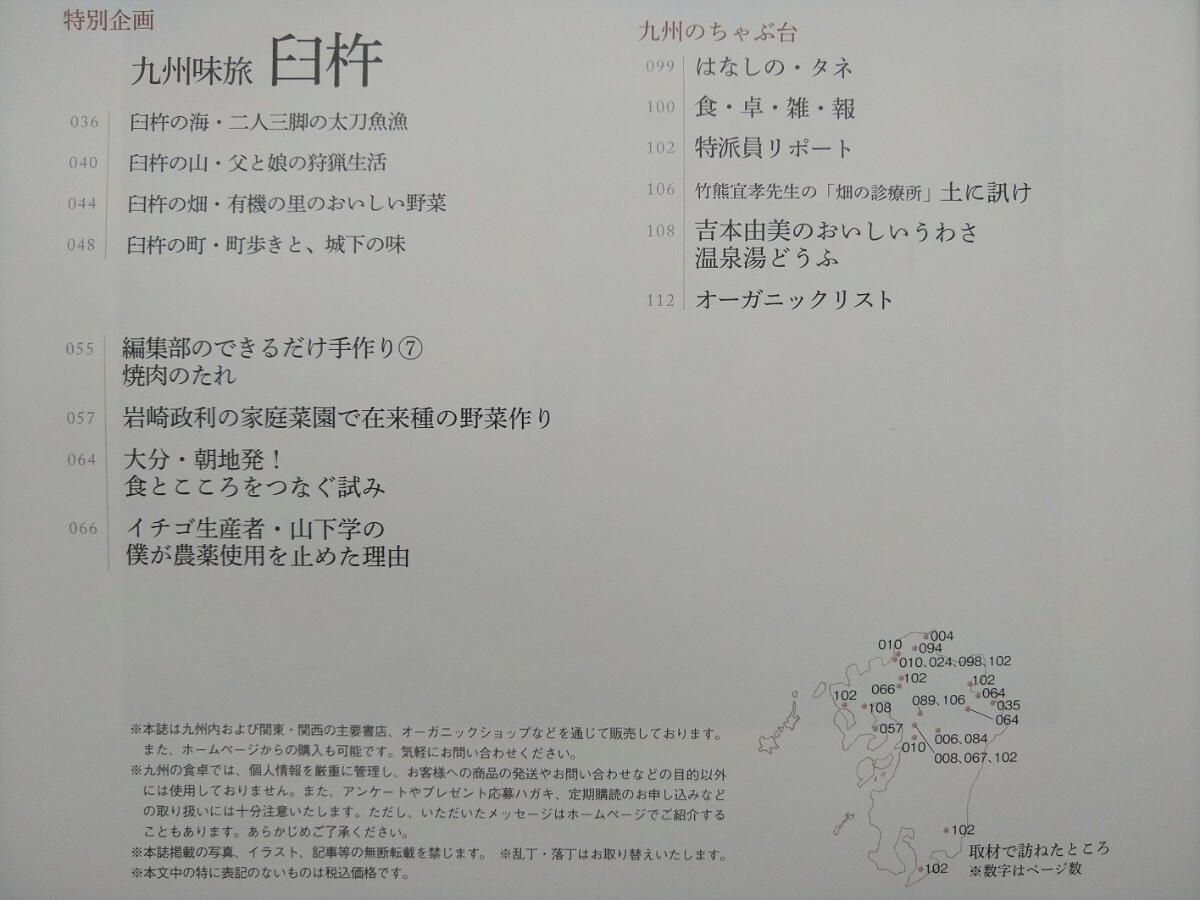 特別企画
九州味旅 臼杵
036 臼杵の海・二人三脚の太刀魚漁
040 臼杵の山・父と娘の狩猟生活
044 臼杵の畑・有機の里のおいしい野菜
048 臼杵の町・町歩きと、城下の味
055 編集部のできるだけ手作り⑦
焼肉のたれ
057 岩崎政利の家庭菜園で在来種の野菜作り
064 大分・朝地発！
食とこころをつなぐ試み
066 イチゴ生産者・山下学の
僕が農薬使用を止めた理由
九州のちゃぶ台
099 はなしの・タネ
100 食・卓・雑・報
102 特派員リポート
106 竹熊宜孝先生の「畑の診療所」土に訊け
108 吉本由美のおいしいうわさ
温泉湯どうふ
112 オーガニックリスト
※本誌は九州内および関東・関西の主要書店、オーガニックショップなどを通じて販売しております。
また、ホームページからの購入も可能です。気軽にお問い合わせください。
※九州の食卓では、個人情報を厳重に管理し、お客様への商品の発送やお問い合わせなどの目的以外
には使用しておりません。また、アンケートやプレゼント応募ハガキ、定期購読のお申し込みなど
の取り扱いには十分注意いたします。ただし、いただいたメッセージはホームページでご紹介する
こともあります。あらかじめご了承ください。
※本誌掲載の写真、イラスト、記事等の無断転載を禁じます。 ※乱丁・落丁はお取り替えいたします。
※本文中の特に表記のないものは税込価格です。
004
010
094
010、024、098、102
102
102
066
064
102
089、106
035
108
064
057
006、084
010
008、067、102
102
取材で訪ねたところ
※数字はページ数
102